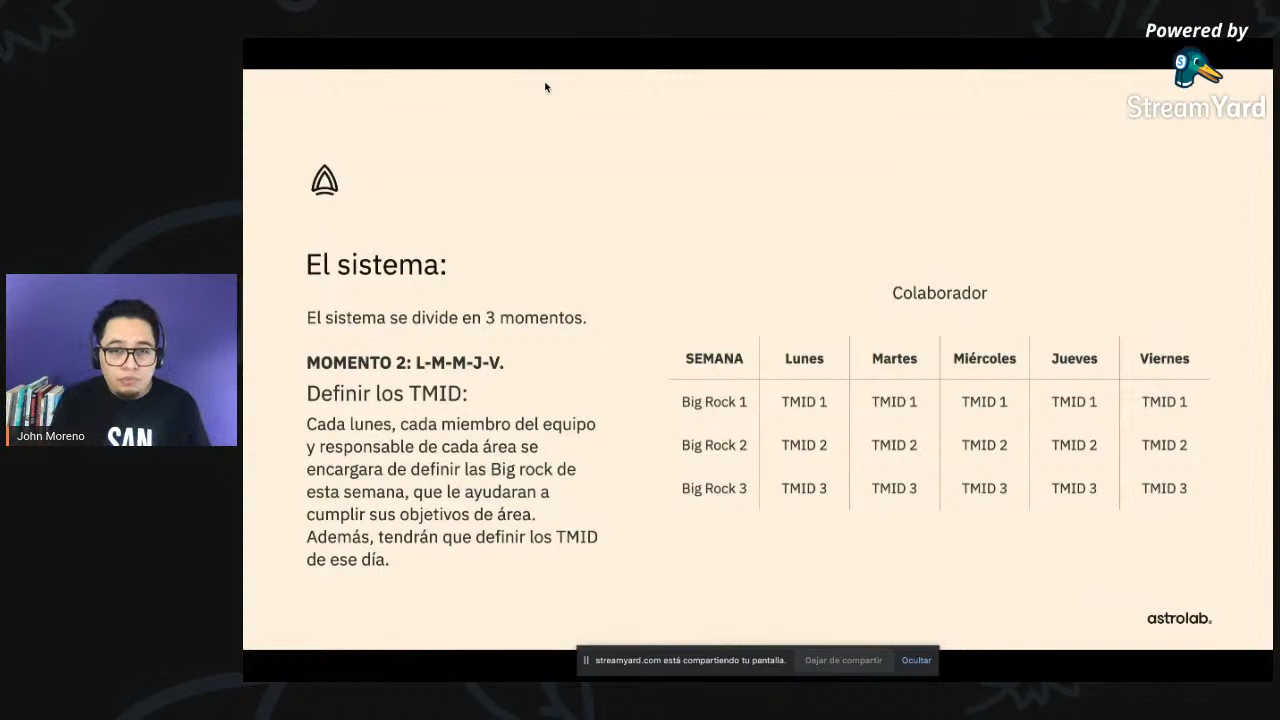 Powered by
StreamYard
El sistema:
El sistema se divide en 3 momentos.
MOMENTO 2: L-M-M-J-V.
Definir los TMID:
Cada lunes, cada miembro del equipo
y responsable de cada área se
encargara de definir las Big rock de
esta semana, que le ayudaran a
cumplir sus objetivos de área.
Además, tendrán que definir los TMID
de ese día.
Colaborador
SEMANA Lunes Martes Miércoles Jueves Viernes
Big Rock 1 TMID 1 TMID 1 TMID 1 TMID 1 TMID 1
Big Rock 2 TMID 2 TMID 2 TMID 2 TMID 2 TMID 2
Big Rock 3 TMID 3 TMID 3 TMID 3 TMID 3 TMID 3
astrolab.
John Moreno
SAN
streamyard.com está compartiendo tu pantalla. Dejar de compartir Ocultar